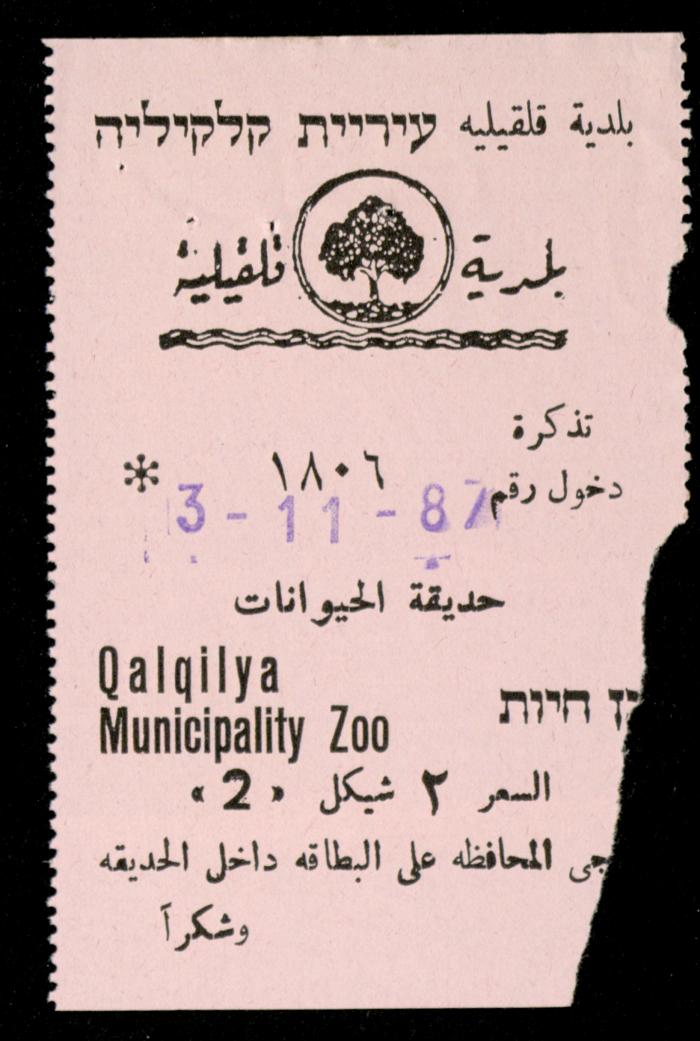 بلدية قلقيليه עיריית קלקיליה
بلدية قلقيلية
تذكرة
دخول رقم ١٨٠٦ *
3-11-87
حديقة الحيوانات
Qalqilya
Municipality Zoo
חיות
السعر ٢ شيكل «2»
المحافظه على البطاقه داخل الحديقه
وشكراً